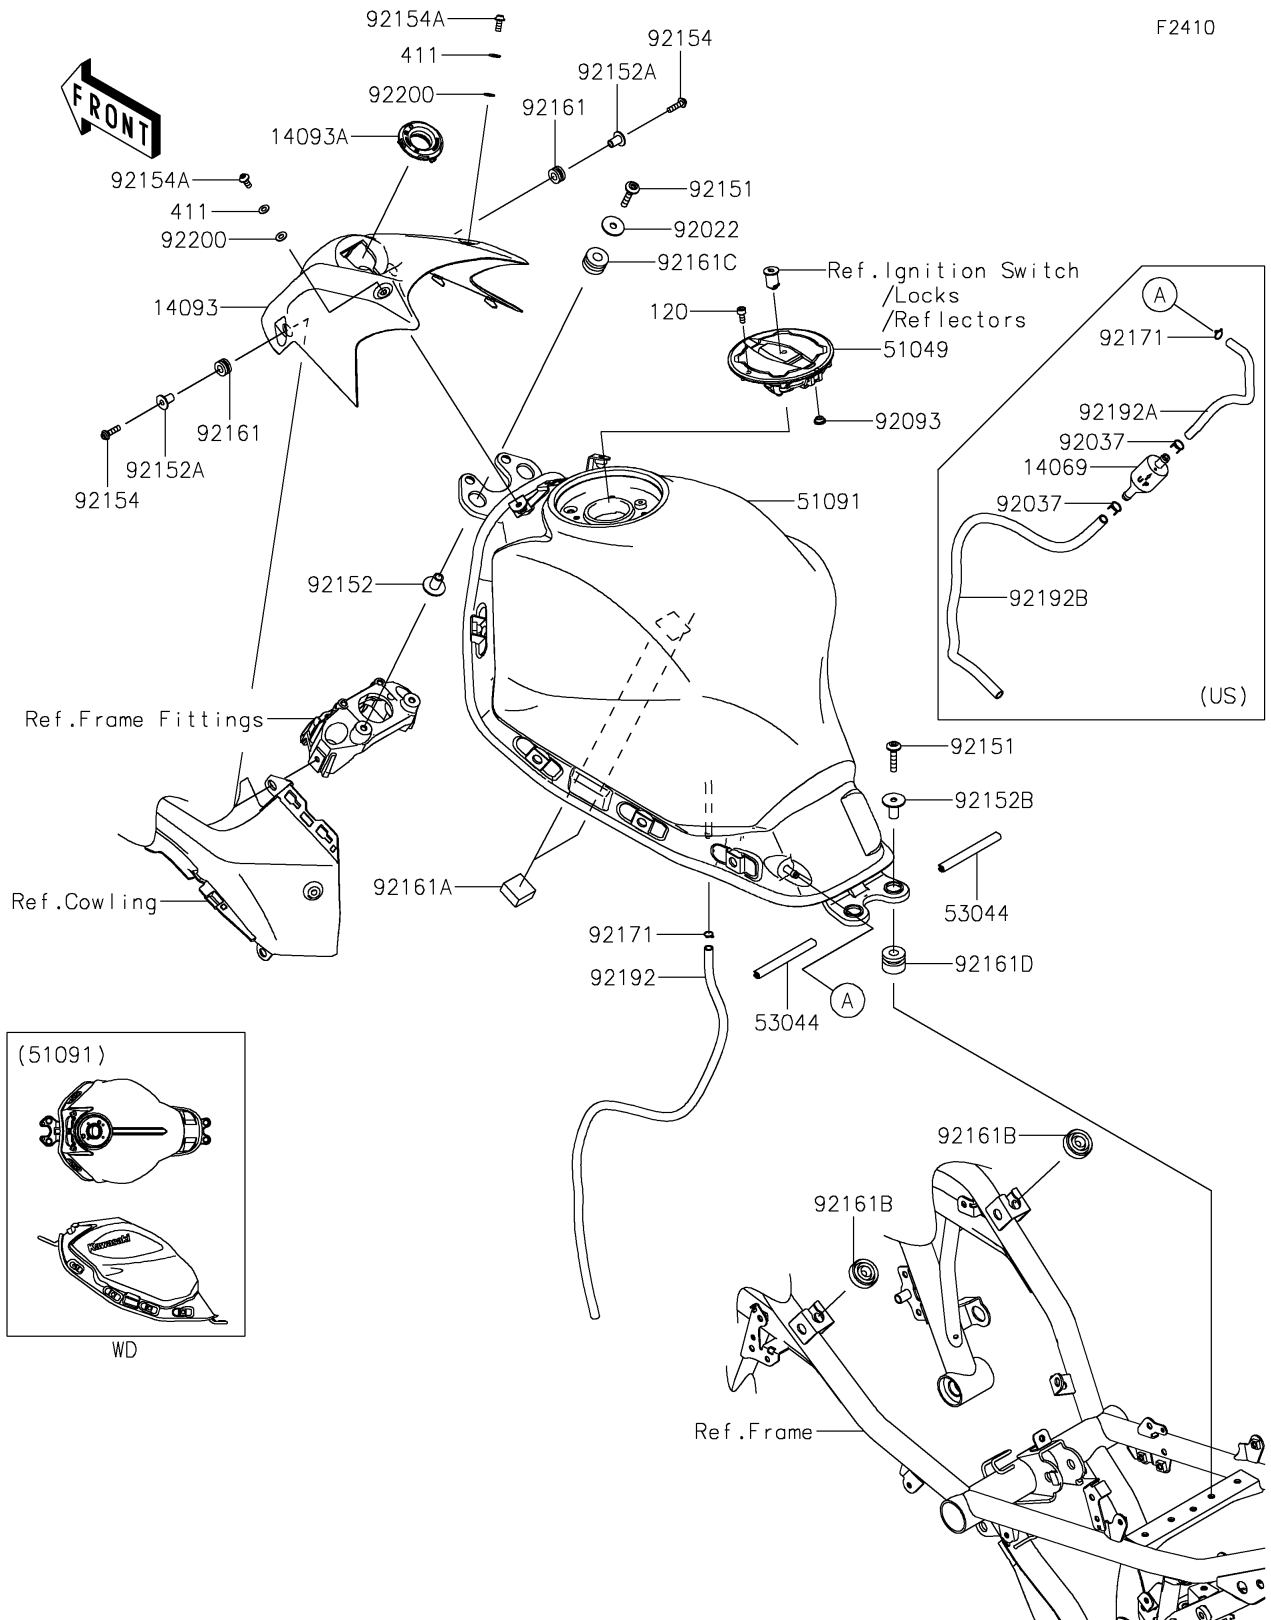 F2410
92154A
411
92200
14093A
92154
92152A
92161
FRONT
92154A
411
92200
14093
92151
92022
92161C
Ref.Ignition Switch
/Locks
/Reflectors
120
51049
92093
A
92171
92192A
92037
14069
92037
92192B
(US)
92161
92152A
92154
51091
92152
Ref.Frame Fittings
Ref.Cowling
92161A
92151
92152B
53044
92171
92192
53044
92161D
A
(51091)
Kawasaki
WD
92161B
92161B
Ref.Frame